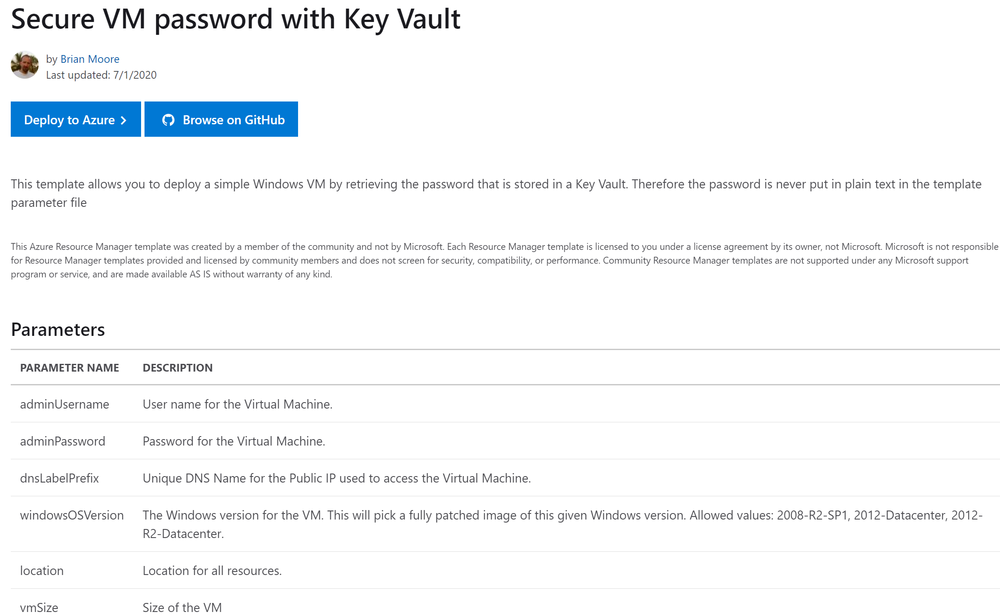 Secure VM password with Key Vault
by Brian Moore
Last updated: 7/1/2020
Deploy to Azure
Browse on GitHub
This template allows you to deploy a simple Windows VM by retrieving the password that is stored in a Key Vault. Therefore the password is never put in plain text in the template
parameter file
This Azure Resource Manager template was created by a member of the community and not by Microsoft. Each Resource Manager template is licensed to you under a license agreement by its owner, not Microsoft. Microsoft is not responsible
for Resource Manager templates provided and licensed by community members and does not screen for security, compatibility, or performance. Community Resource Manager templates are not supported under any Microsoft support
program or service, and are made available AS IS without warranty of any kind.
Parameters
PARAMETER NAME DESCRIPTION
adminUsername User name for the Virtual Machine.
adminPassword Password for the Virtual Machine.
dnsLabelPrefix Unique DNS Name for the Public IP used to access the Virtual Machine.
windowsOSVersion The Windows version for the VM. This will pick a fully patched image of this given Windows version. Allowed values: 2008-R2-SP1, 2012-Datacenter, 2012-
R2-Datacenter.
location Location for all resources.
vmSize Size of the VM